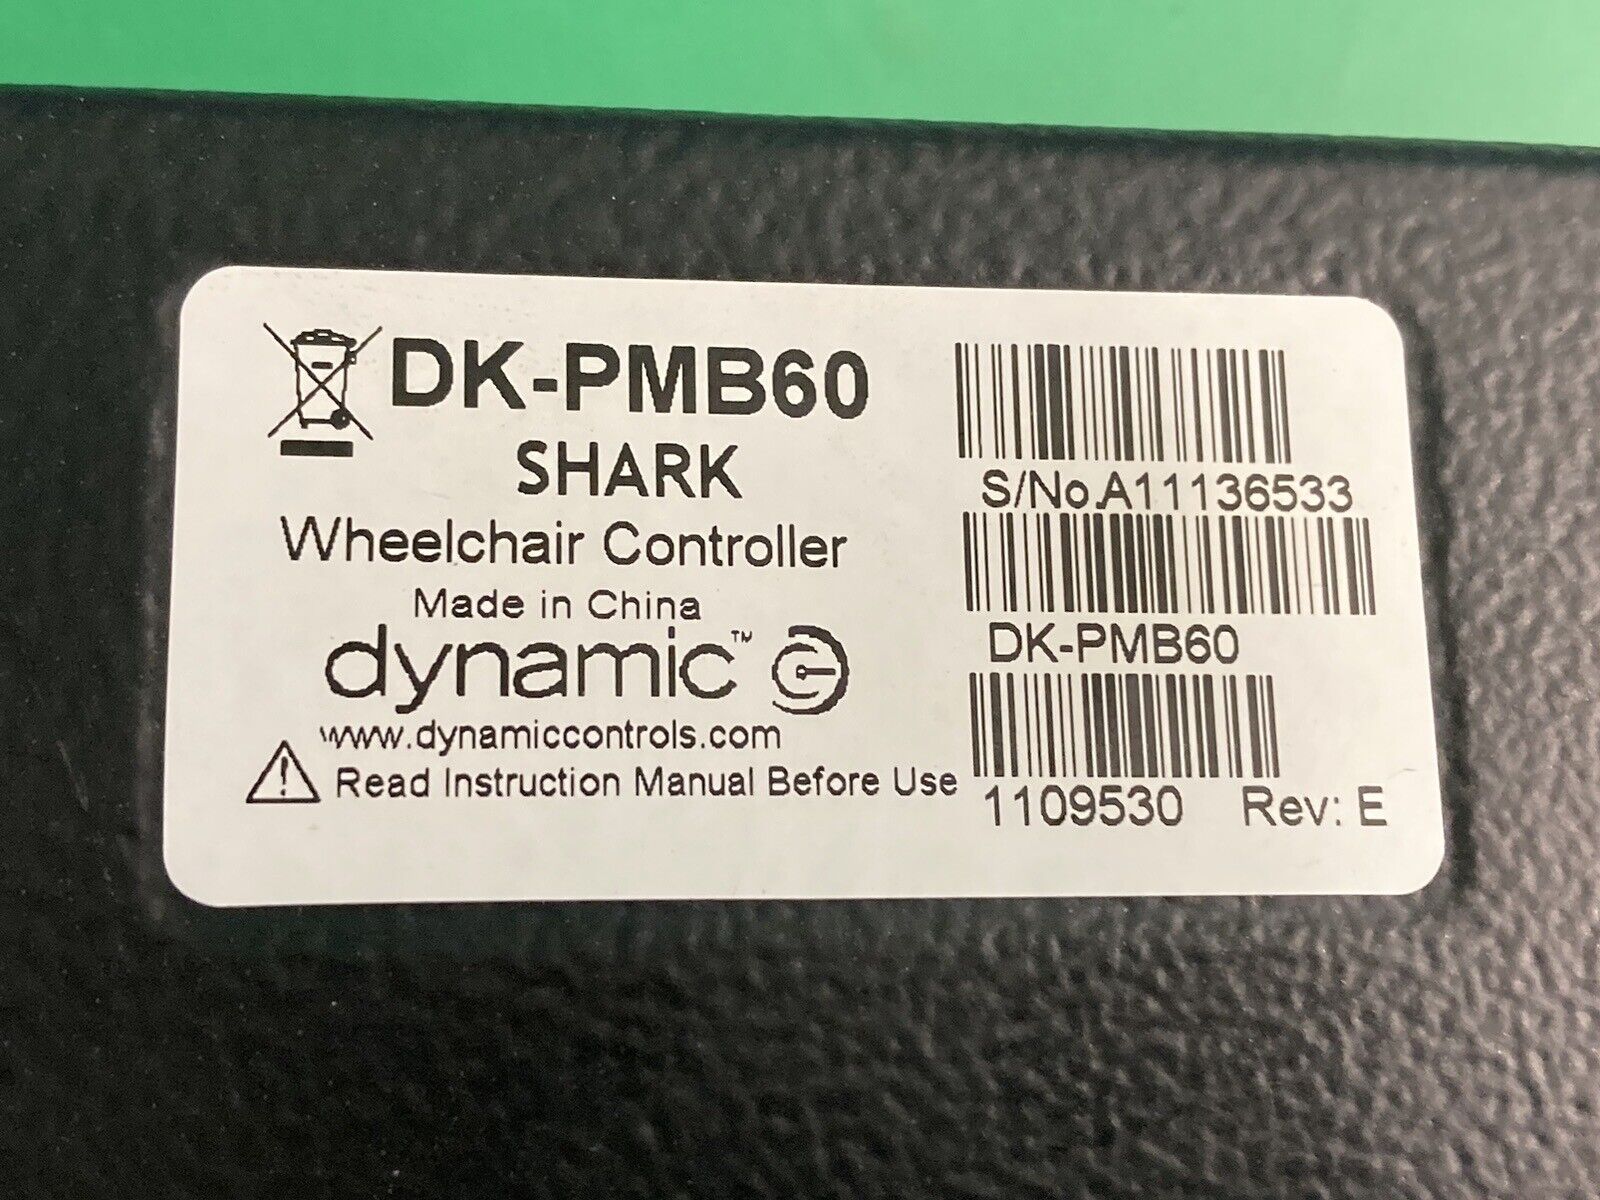 DK-PMB60
SHARK
Wheelchair Controller
Made in China
dynamic™
www.dynamiccontrols.com
Read Instruction Manual Before Use
S/No.A11136533
DK-PMB60
1109530 Rev: E